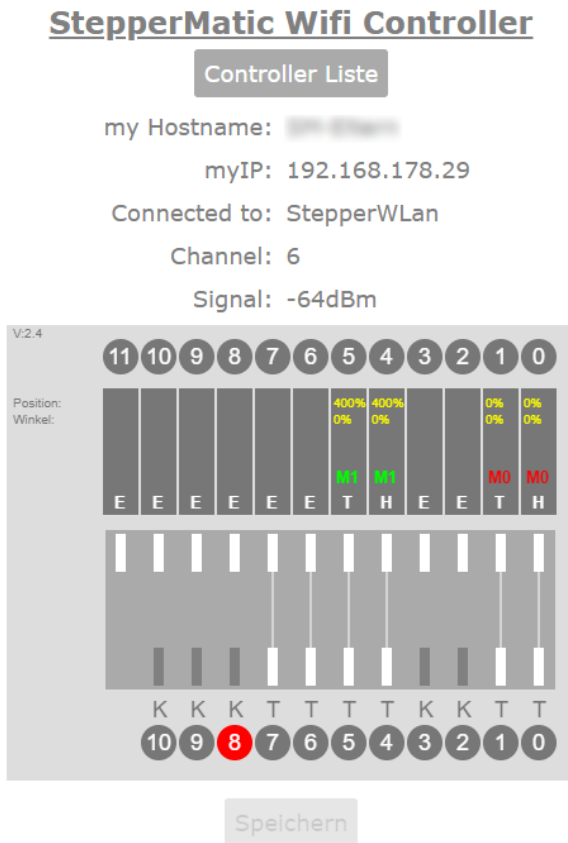 StepperMatic Wifi Controller
Controller Liste
my Hostname:
myIP: 192.168.178.29
Connected to: StepperWLan
Channel: 6
Signal: -64dBm
V:2.4
11 10 9 8 7 6 5 4 3 2 1 0
Position: 400% 400% 0% 0%
Winkel: 0% 0% 0% 0%
M1 M1 M0 M0
E E E E E E T H E E T H
K K K T T T T K K T T
10 9 8 7 6 5 4 3 2 1 0
Speichern